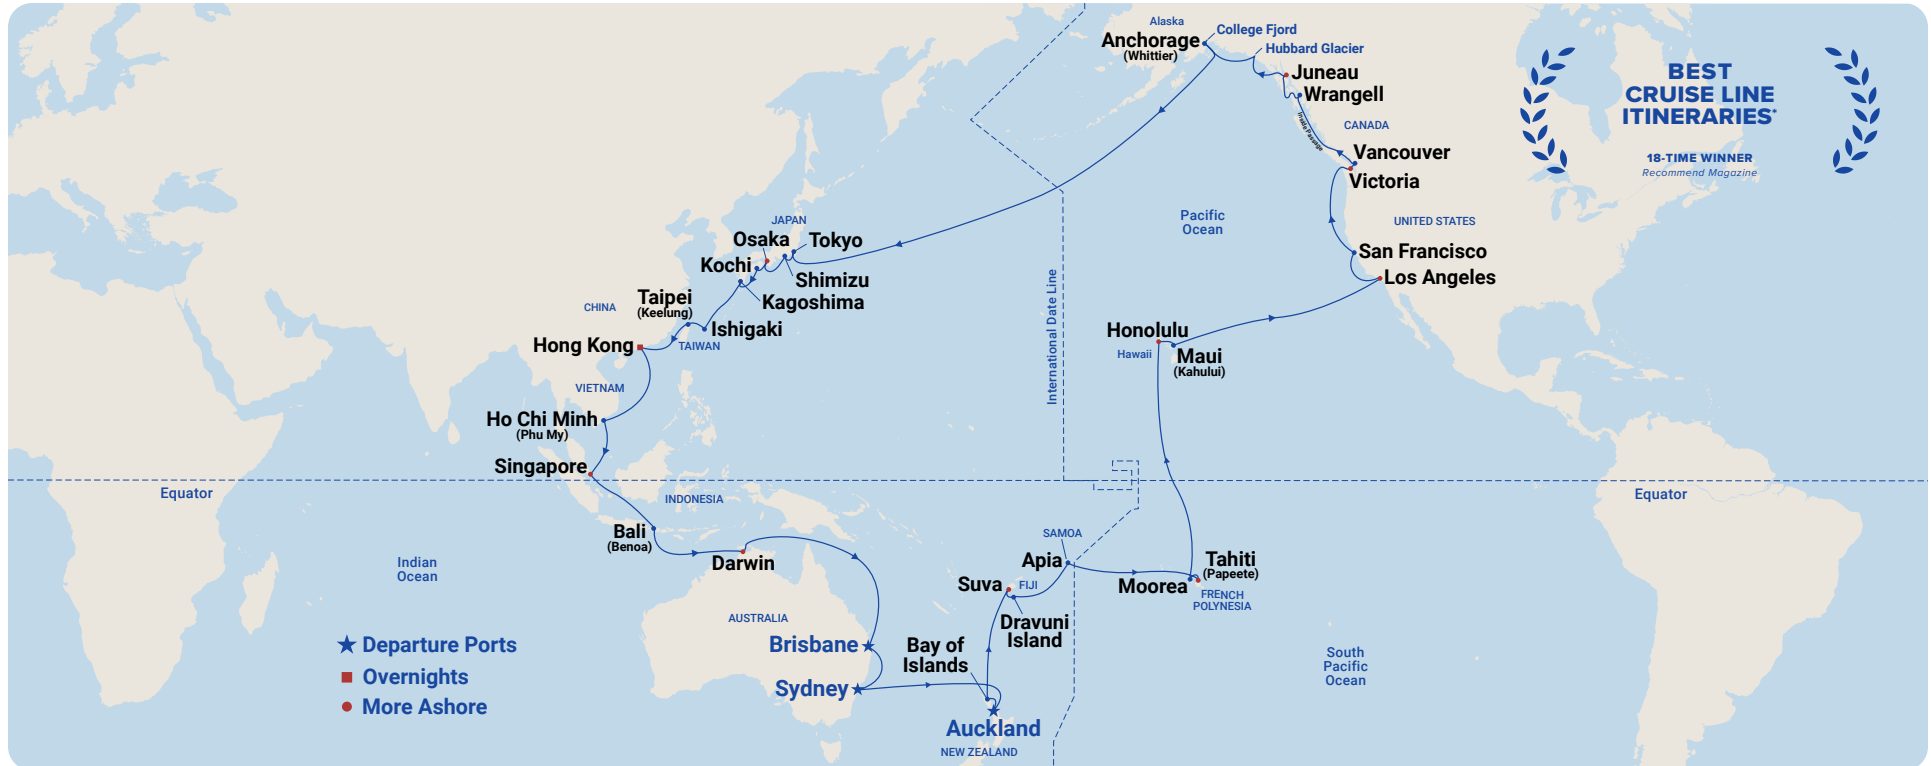 Alaska
College Fjord
Anchorage
(Whittier)
Hubbard Glacier
Juneau
Wrangell
Inside Passage
CANADA
Vancouver
Victoria
BEST
CRUISE LINE
ITINERARIES*
18-TIME WINNER
Recommend Magazine
Pacific
Ocean
UNITED STATES
San Francisco
Los Angeles
JAPAN
Osaka
Tokyo
Kochi
Shimizu
Kagoshima
CHINA
Taipei
(Keelung)
Ishigaki
Hong Kong
TAIWAN
International Date Line
Honolulu
Hawaii
Maui
(Kahului)
VIETNAM
Ho Chi Minh
(Phu My)
Singapore
Equator
INDONESIA
Equator
Bali
(Benoa)
Darwin
Indian
Ocean
SAMOA
Apia
Suva
FIJI
Dravuni
Island
Moorea
Tahiti
(Papeete)
FRENCH
POLYNESIA
AUSTRALIA
Brisbane
Bay of
Islands
Sydney
Auckland
NEW ZEALAND
South
Pacific
Ocean
Departure Ports
Overnights
More Ashore